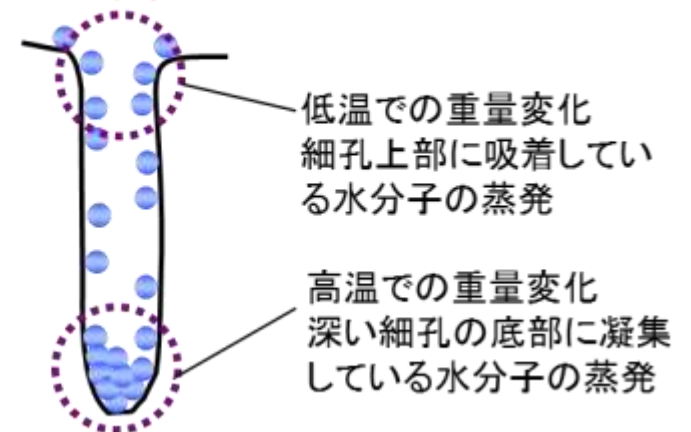 低温での重量変化
細孔上部に吸着してい
る水分子の蒸発
高温での重量変化
深い細孔の底部に凝集
している水分子の蒸発